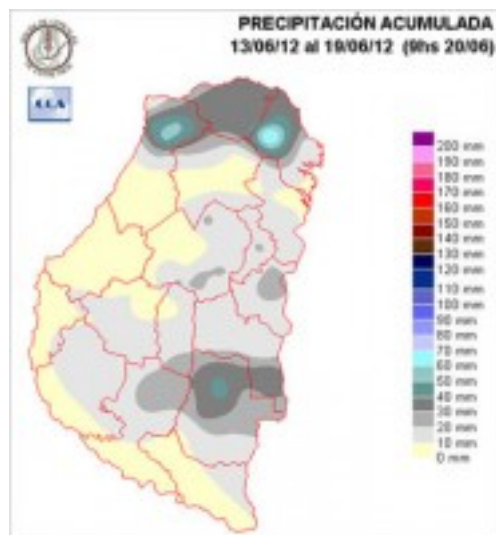 PRECIPITACIÓN ACUMULADA
13/06/12 al 19/06/12 (9hs 20/06)
200 mm
190 mm
180 mm
170 mm
160 mm
150 mm
140 mm
130 mm
120 mm
110 mm
100 mm
90 mm
80 mm
70 mm
60 mm
50 mm
40 mm
30 mm
20 mm
10 mm
0 mm